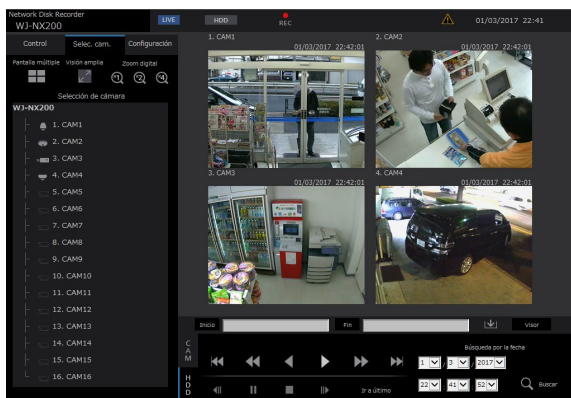 Network Disk Recorder
WJ-NX200
LIVE
HDD
REC
01/03/2017 22:41
Control
Selec. cam.
Configuración
Pantalla múltiple
Visión amplia
Zoom digital
x1
x2
x4
Selección de cámara
WJ-NX200
1. CAM1
2. CAM2
3. CAM3
4. CAM4
5. CAM5
6. CAM6
7. CAM7
8. CAM8
9. CAM9
10. CAM10
11. CAM11
12. CAM12
13. CAM13
14. CAM14
15. CAM15
16. CAM16
1. CAM1
01/03/2017 22:42:01
2. CAM2
01/03/2017 22:42:01
3. CAM3
01/03/2017 22:42:01
4. CAM4
01/03/2017 22:42:01
Inicio
Fin
Visor
CAM
HDD
Ir a último
Búsqueda por la fecha
1 / 3 / 2017
22 : 41 : 52
Buscar